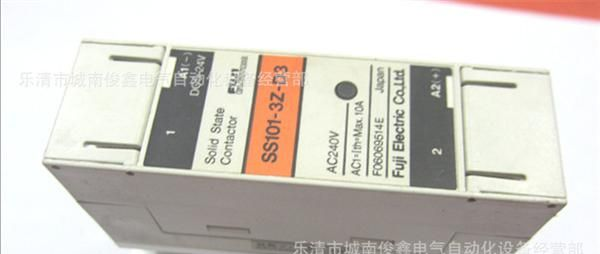 乐清市城南俊鑫电气自动化设备经营部
A1(-)
1
Solid State
Contactor
FUJI
SS101-3Z-D3
AC240V
AC1=Ith=Max.10A
F06069514E
Japan
Fuji Electric Co.,Ltd.
A2(+)
2
乐清市城南俊鑫电气自动化设备经营部